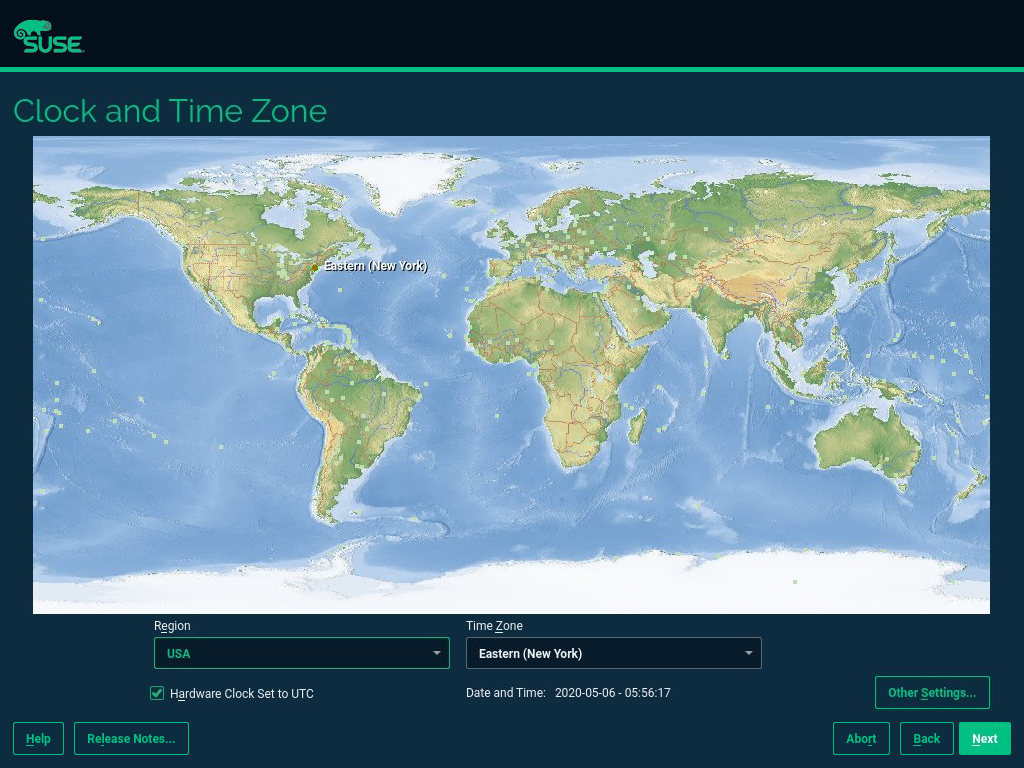 SUSE
Clock and Time Zone
Eastern (New York)
Region
Time Zone
USA
Eastern (New York)
Hardware Clock Set to UTC
Date and Time: 2020-05-06 - 05:56:17
Other Settings...
Help
Release Notes...
Abort
Back
Next